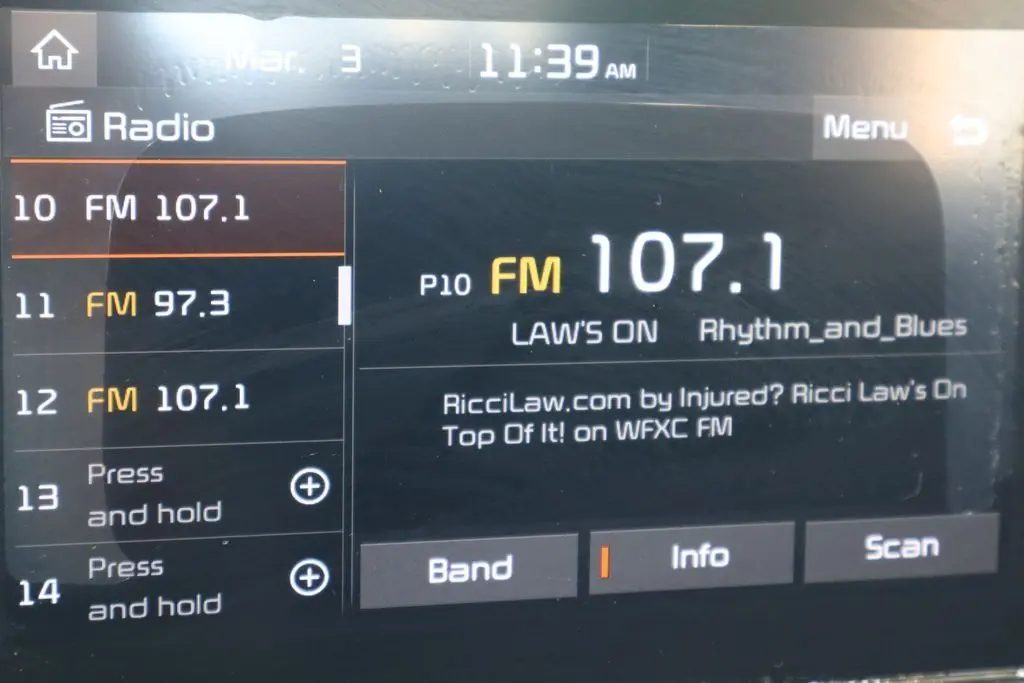 Mar. 3 11:39 AM
Radio Menu
10 FM 107.1
11 FM 97.3
12 FM 107.1
13 Press and hold
14 Press and hold
P10 FM 107.1
LAW'S ON Rhythm_and_Blues
RicciLaw.com by Injured? Ricci Law's On
Top Of It! on WFXC FM
Band Info Scan